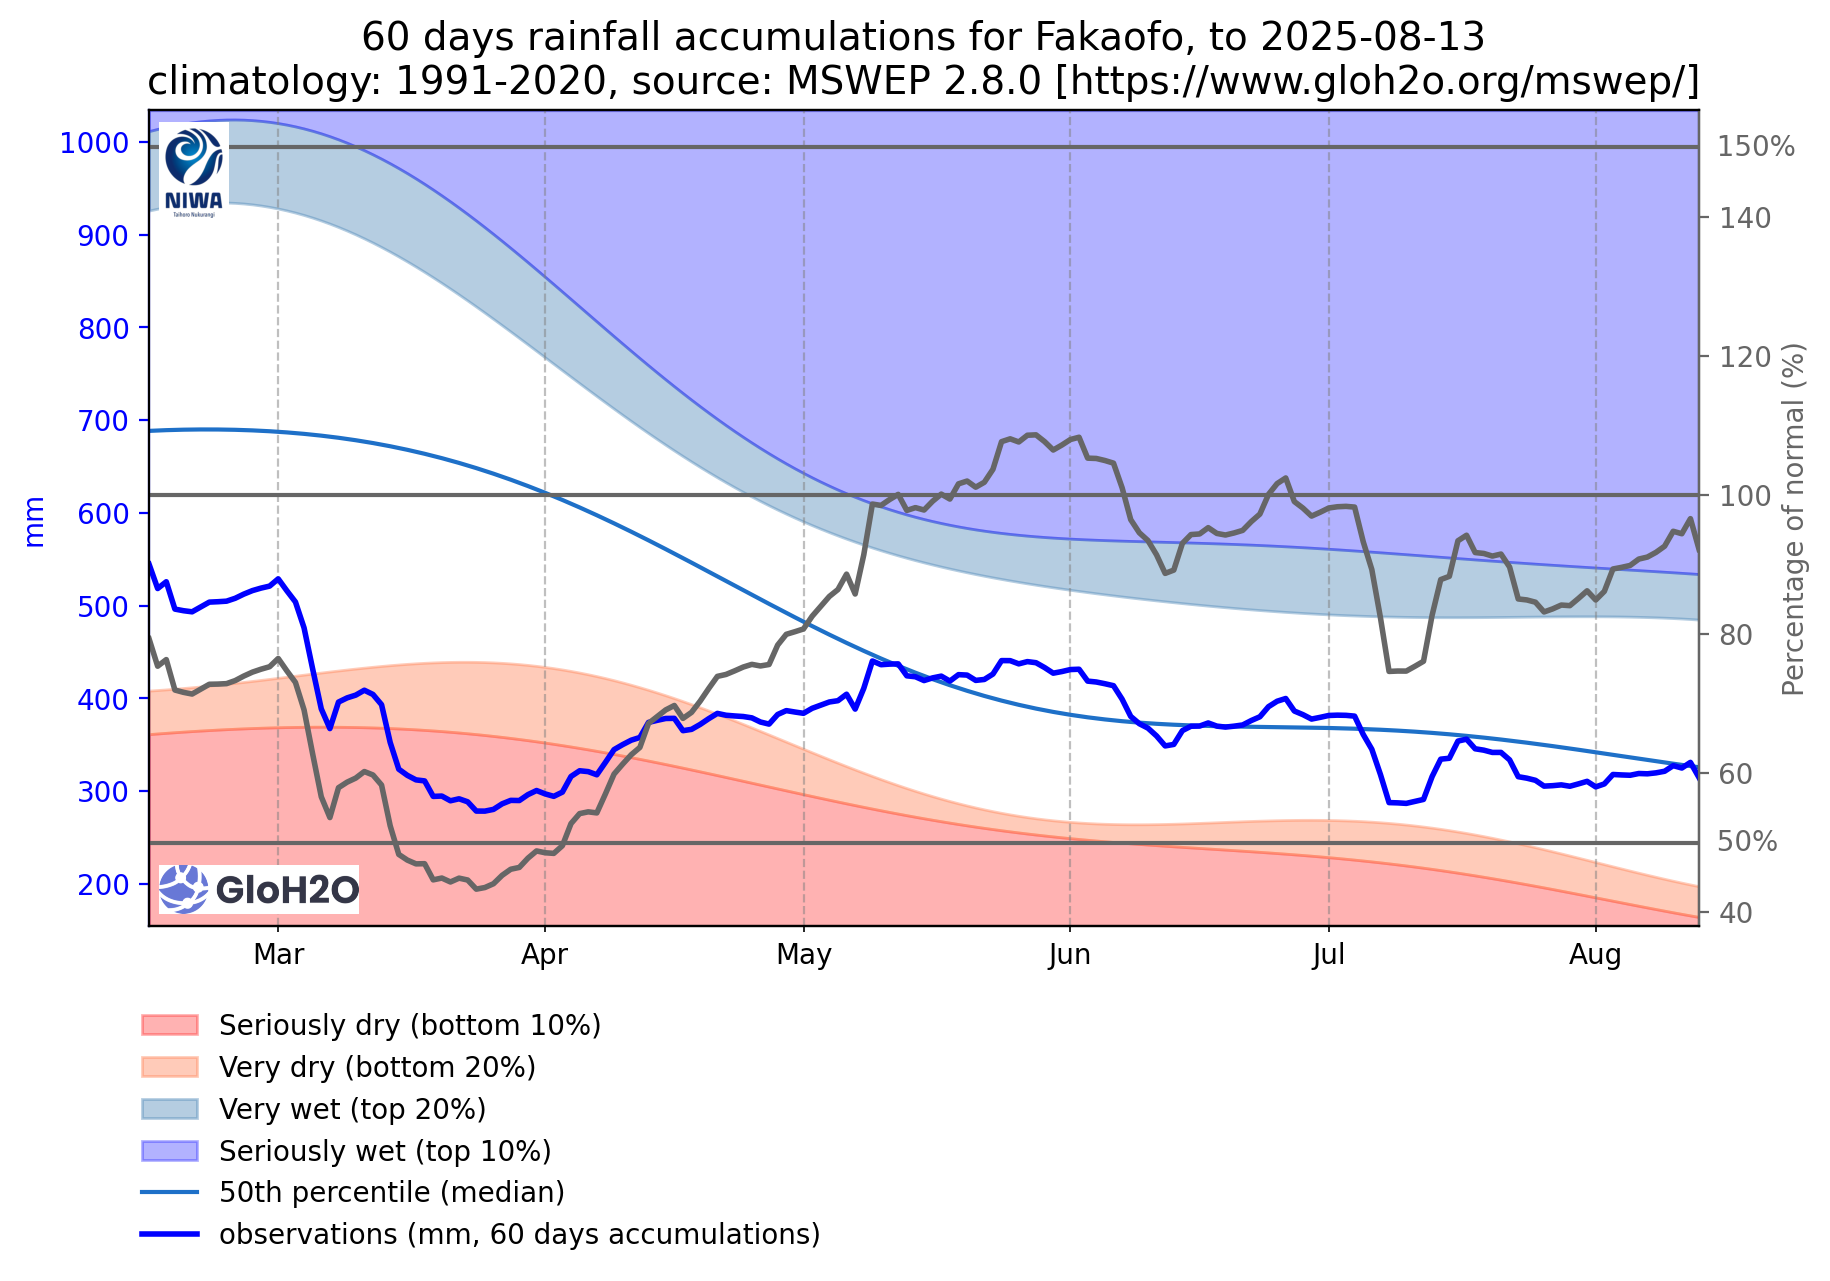 60 days rainfall accumulations for Fakaofo, to 2025-08-13
climatology: 1991-2020, source: MSWEP 2.8.0 [https://www.gloh2o.org/mswep/]
1000
900
800
700
600
500
400
300
200
mm
NIWA
Taihoro Nukurangi
GloH2O
150%
140
120
100
80
60
50%
40
Percentage of normal (%)
Mar
Apr
May
Jun
Jul
Aug
Seriously dry (bottom 10%)
Very dry (bottom 20%)
Very wet (top 20%)
Seriously wet (top 10%)
50th percentile (median)
observations (mm, 60 days accumulations)